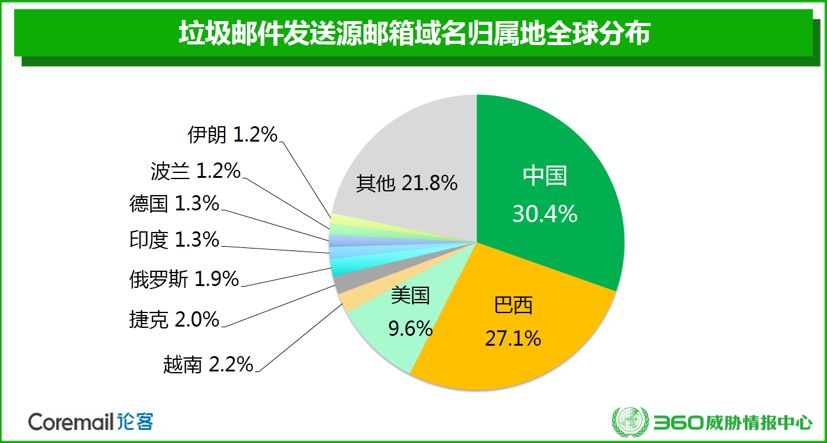 垃圾邮件发送源邮箱域名归属地全球分布
伊朗 1.2%
波兰 1.2%
德国 1.3%
印度 1.3%
俄罗斯 1.9%
捷克 2.0%
越南 2.2%
其他 21.8%
中国
30.4%
美国
9.6%
巴西
27.1%
Coremail论客
360威胁情报中心